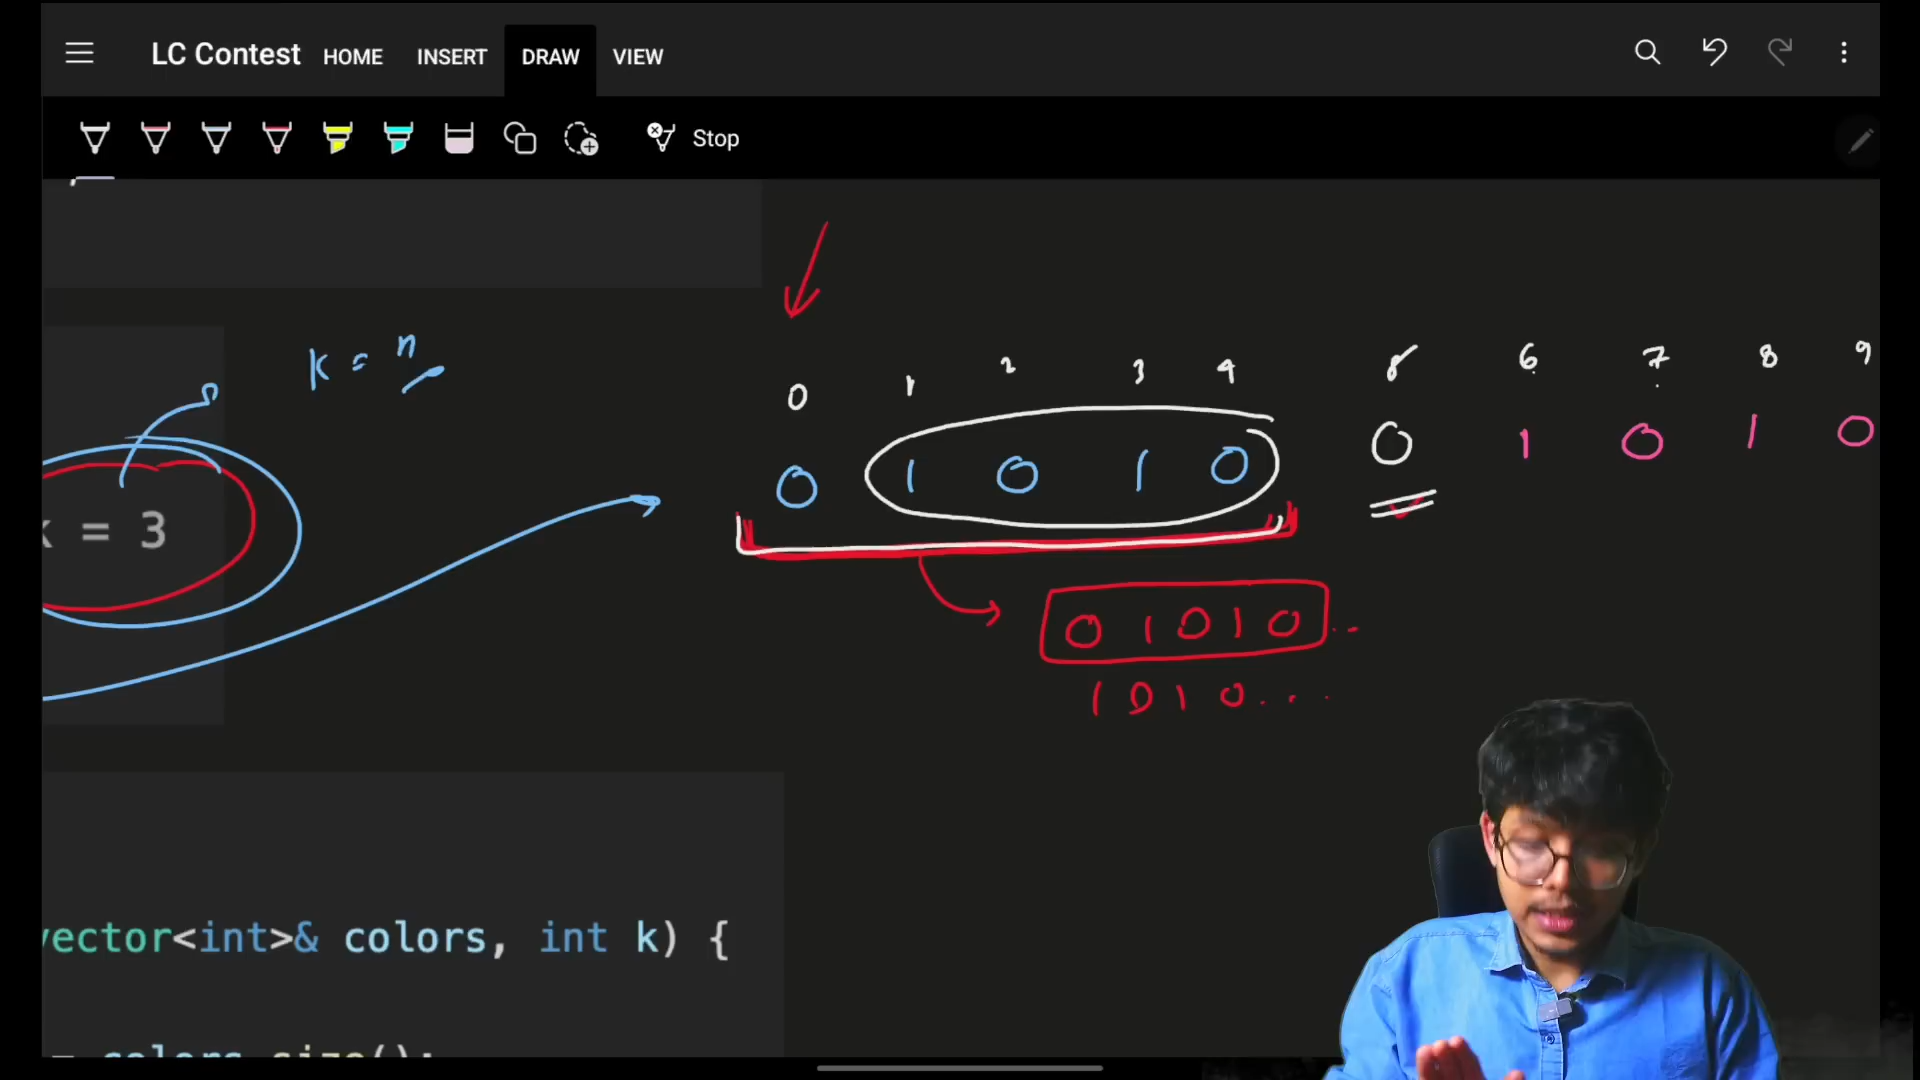 LC Contest HOME INSERT DRAW VIEW
Stop
k = n
0 1 2 3 4 5 6 7 8 9
0 1 0 1 0 0 1 0 1 0
k = 3
0 1 0 1 0 ..
1 0 1 0 ...
vector<int>& colors, int k) {
= colors.size();